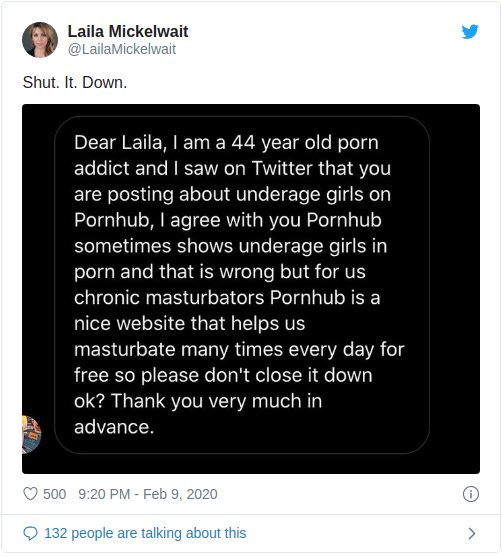 Laila Mickelwait
@LailaMickelwait
Shut. It. Down.
Dear Laila, I am a 44 year old porn
addict and I saw on Twitter that you
are posting about underage girls on
Pornhub, I agree with you Pornhub
sometimes shows underage girls in
porn and that is wrong but for us
chronic masturbators Pornhub is a
nice website that helps us
masturbate many times every day for
free so please don't close it down
ok? Thank you very much in
advance.
500 9:20 PM - Feb 9, 2020
132 people are talking about this